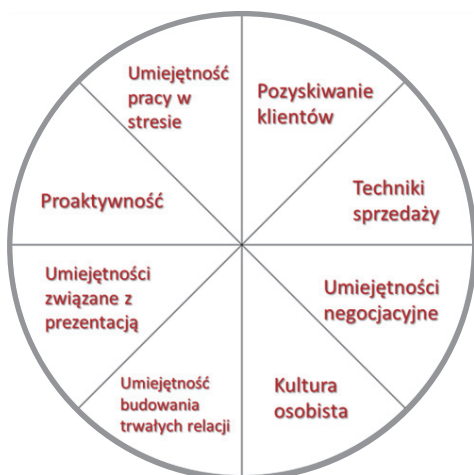 Umiejętność
pracy w
stresie
Pozyskiwanie
klientów
Proaktywność
Techniki
sprzedaży
Umiejętności
związane z
prezentacją
Umiejętności
negocjacyjne
Umiejętność
budowania
trwałych relacji
Kultura
osobista